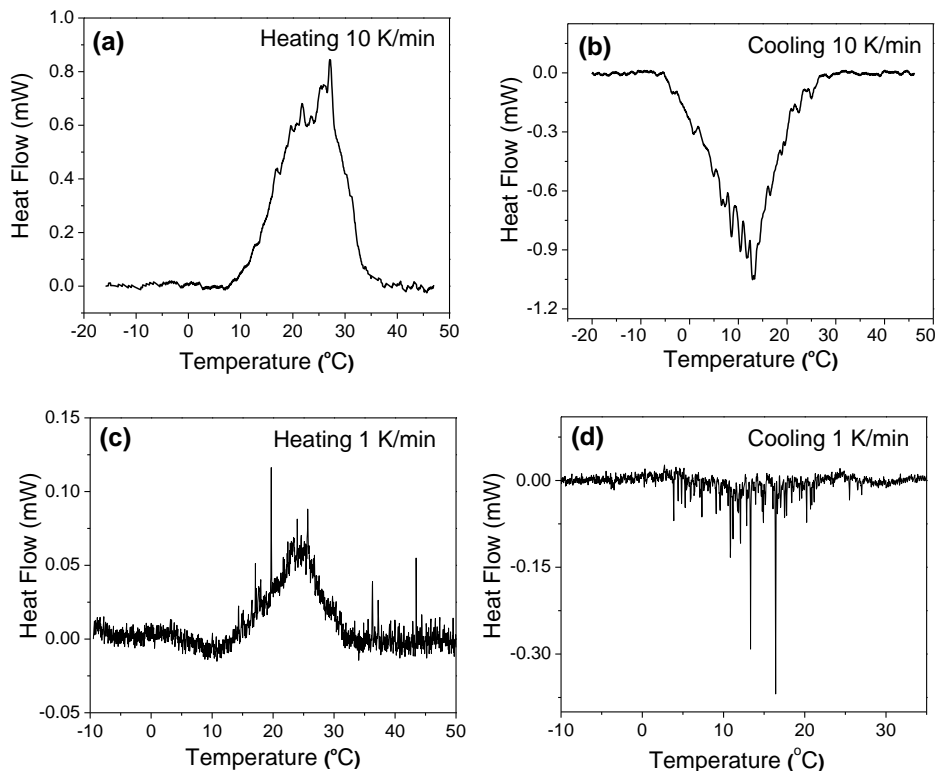 (a)
Heating 10 K/min
1.0
0.8
0.6
0.4
0.2
0.0
Heat Flow (mW)
-20 -10 0 10 20 30 40 50
Temperature (°C)
(b)
Cooling 10 K/min
0.0
-0.3
-0.6
-0.9
-1.2
Heat Flow (mW)
-20 -10 0 10 20 30 40 50
Temperature (°C)
(c)
Heating 1 K/min
0.15
0.10
0.05
0.00
-0.05
Heat Flow (mW)
-10 0 10 20 30 40 50
Temperature (°C)
(d)
Cooling 1 K/min
0.00
-0.15
-0.30
Heat Flow (mW)
-10 0 10 20 30
Temperature (°C)